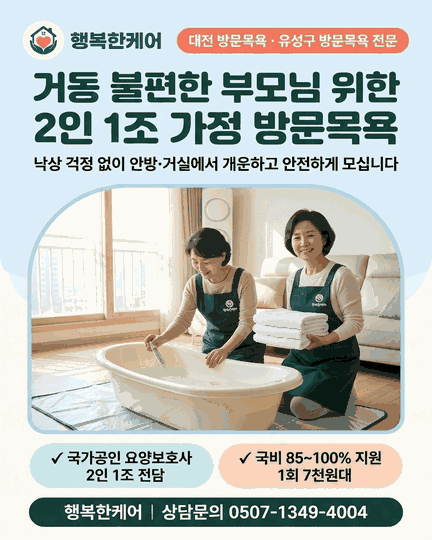 행복한케어
대전 방문목욕 · 유성구 방문목욕 전문
거동 불편한 부모님 위한
2인 1조 가정 방문목욕
낙상 걱정 없이 안방·거실에서 개운하고 안전하게 모십니다
✓ 국가공인 요양보호사
2인 1조 전담
✓ 국비 85~100% 지원
1회 7천원대
행복한케어 | 상담문의 0507-1349-4004